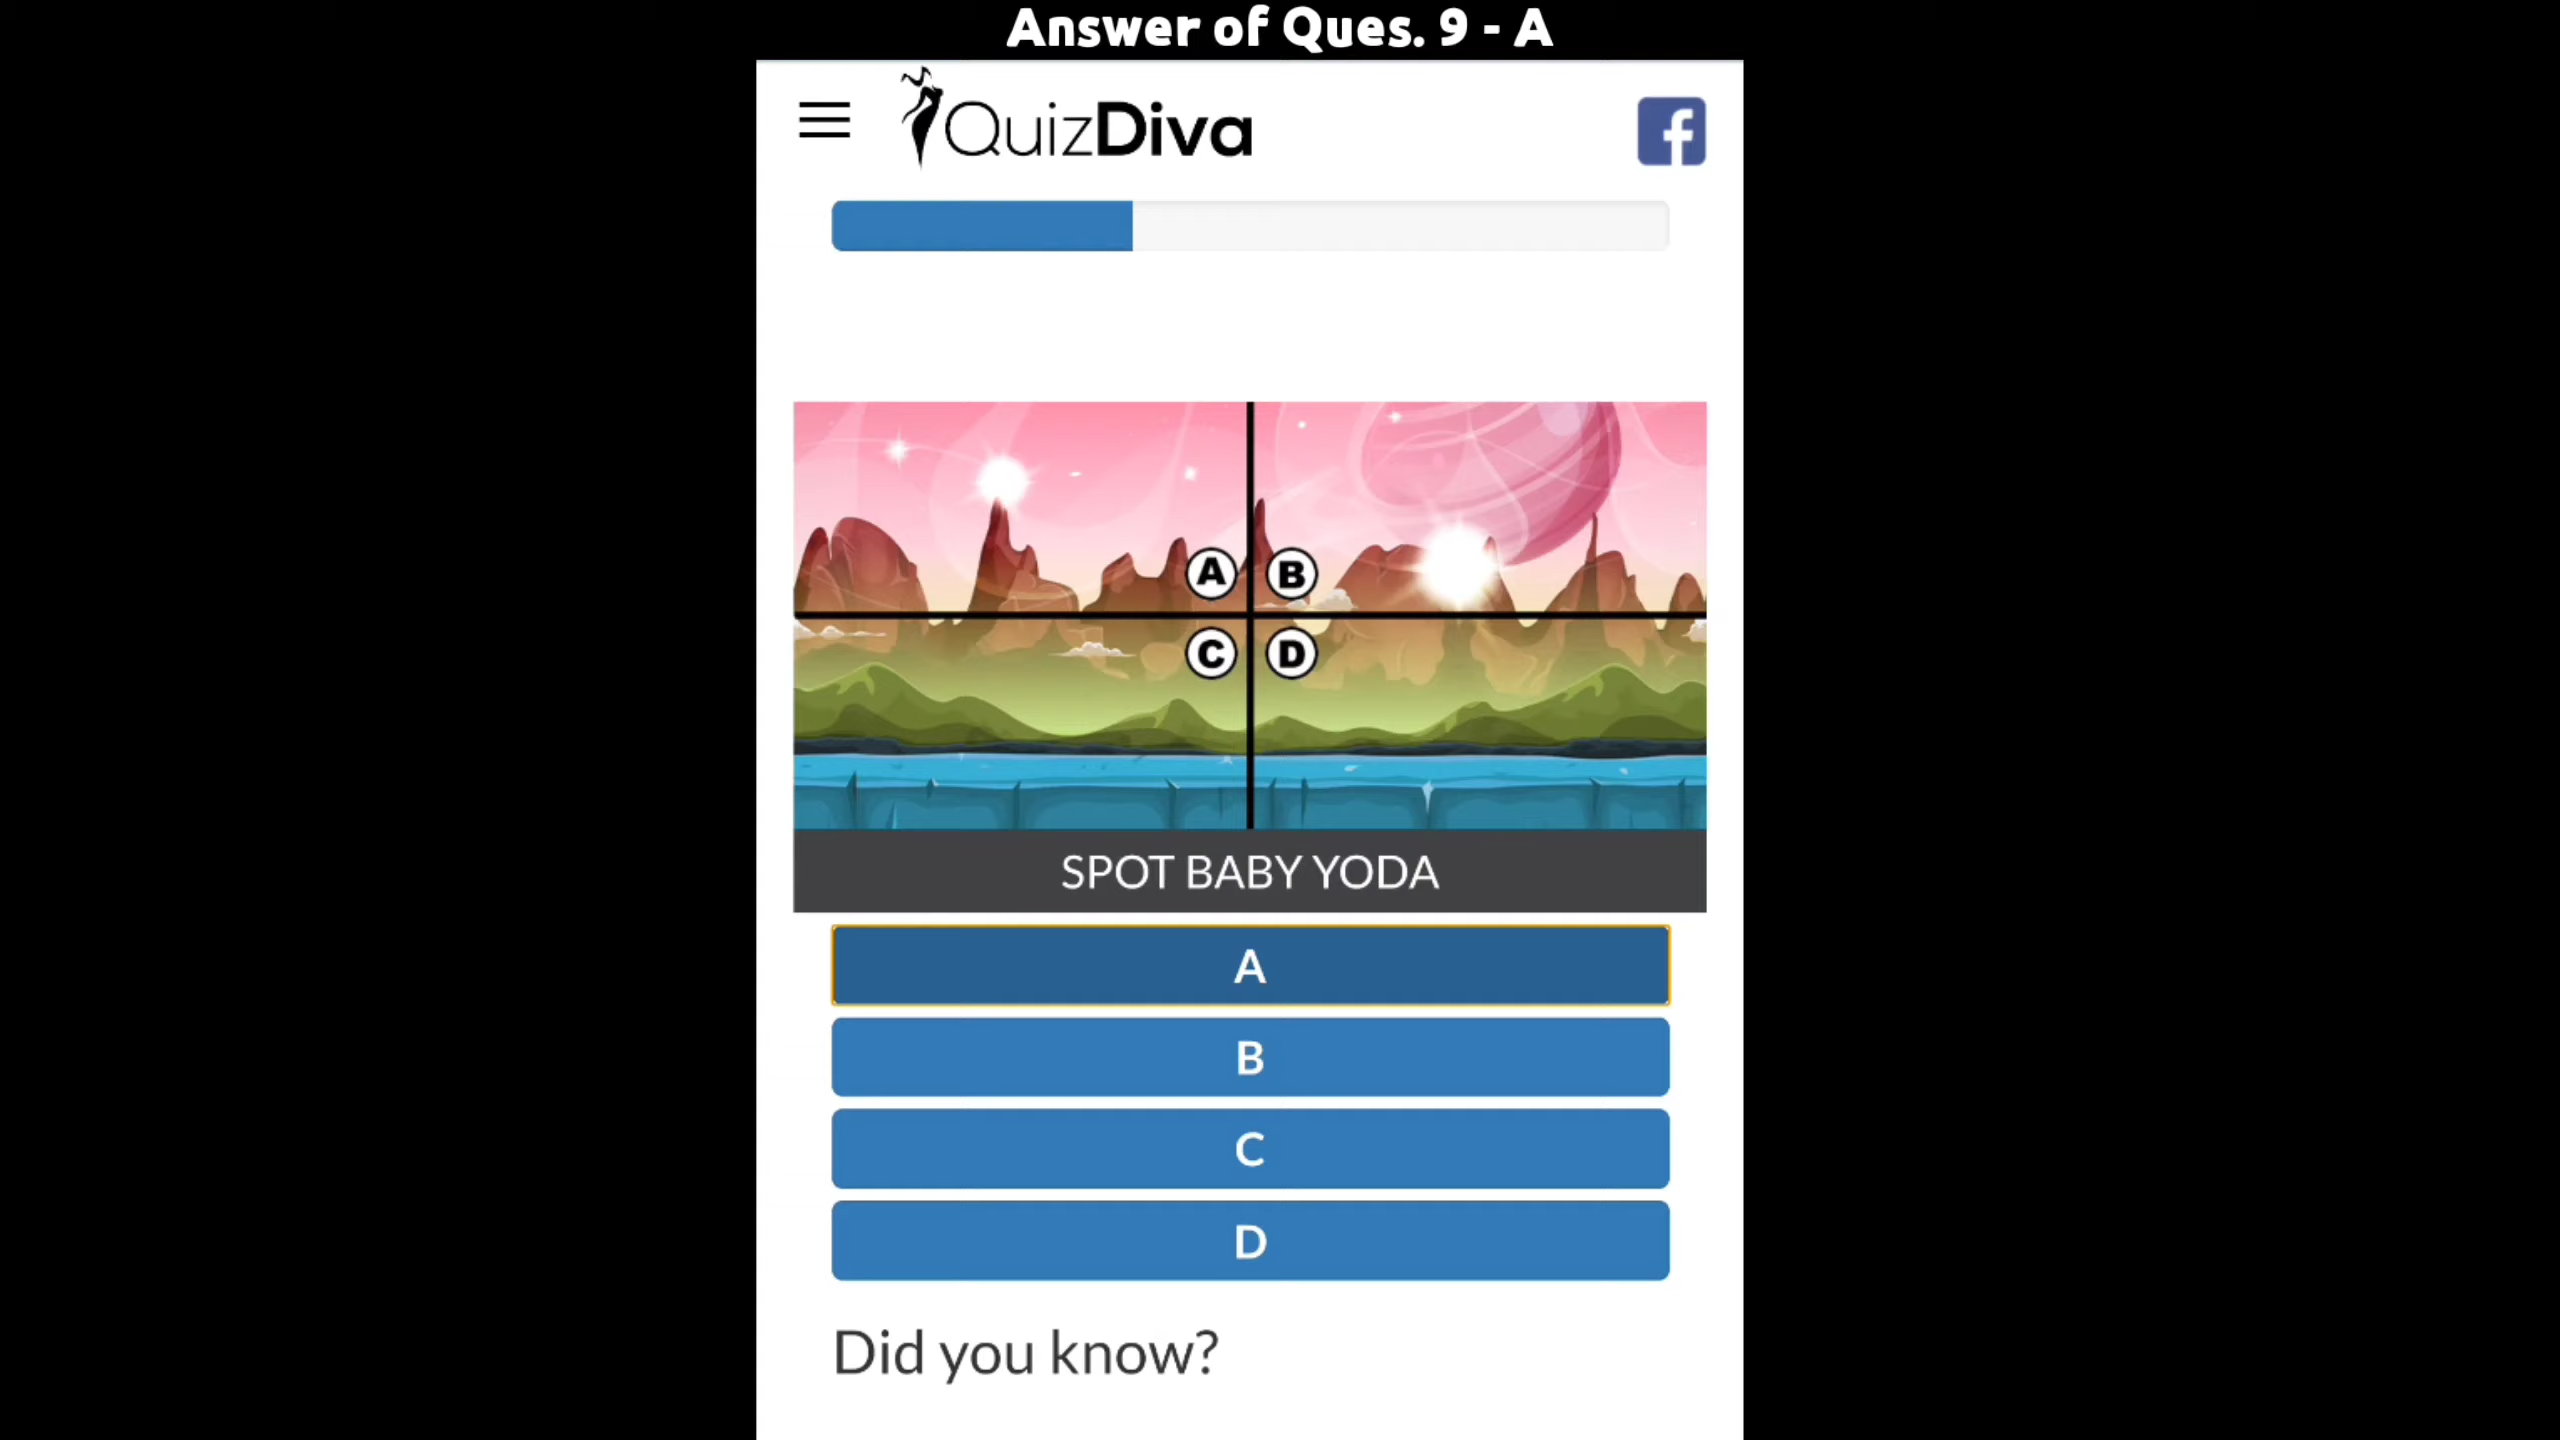 Answer of Ques. 9 - A
QuizDiva
f
A B
C D
SPOT BABY YODA
A
B
C
D
Did you know?